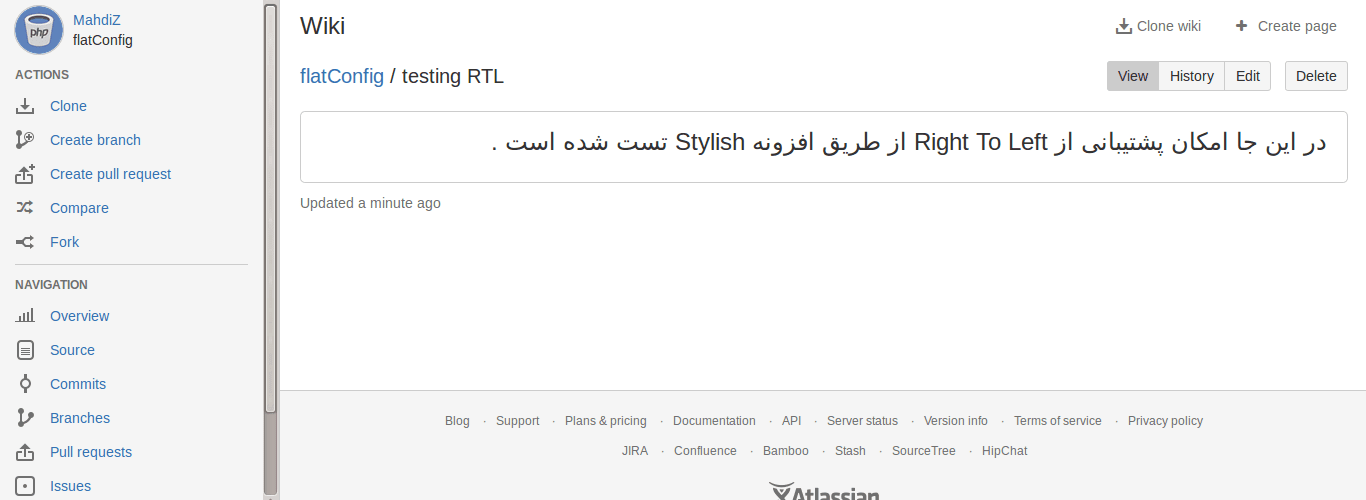 MahdiZ
flatConfig
ACTIONS
Clone
Create branch
Create pull request
Compare
Fork
NAVIGATION
Overview
Source
Commits
Branches
Pull requests
Issues
Wiki
Clone wiki
Create page
flatConfig / testing RTL
View History Edit Delete
در این جا امکان پشتیبانی از Right To Left از طریق افزونه Stylish تست شده است .
Updated a minute ago
Blog · Support · Plans & pricing · Documentation · API · Server status · Version info · Terms of service · Privacy policy
JIRA · Confluence · Bamboo · Stash · SourceTree · HipChat
Atlassian
php